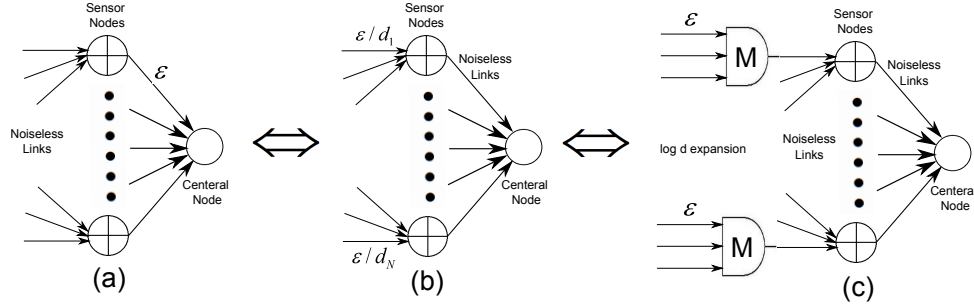 Sensor
Nodes
ε
Noiseless
Links
Centeral
Node
(a)
ε/d₁
Sensor
Nodes
Noiseless
Links
Centeral
Node
ε/d_N
(b)
ε
M
Sensor
Nodes
Noiseless
Links
log d expansion
Noiseless
Links
Centera
Node
ε
M
(c)